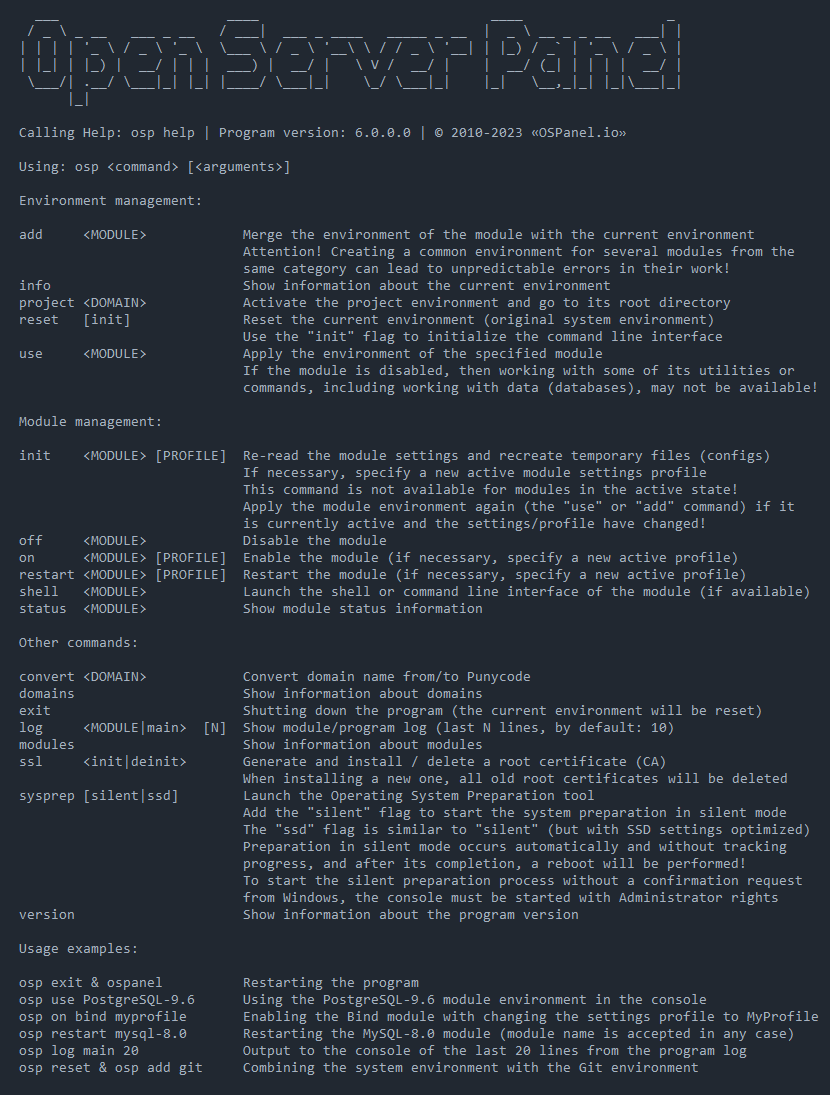 Open Server Panel
Calling Help: osp help | Program version: 6.0.0.0 | © 2010-2023 «OSPanel.io»
Using: osp <command> [<arguments>]
Environment management:
add     <MODULE>            Merge the environment of the module with the current environment
                            Attention! Creating a common environment for several modules from the
                            same category can lead to unpredictable errors in their work!
info                        Show information about the current environment
project <DOMAIN>            Activate the project environment and go to its root directory
reset   [init]              Reset the current environment (original system environment)
                            Use the "init" flag to initialize the command line interface
use     <MODULE>            Apply the environment of the specified module
                            If the module is disabled, then working with some of its utilities or
                            commands, including working with data (databases), may not be available!
Module management:
init    <MODULE> [PROFILE]  Re-read the module settings and recreate temporary files (configs)
                            If necessary, specify a new active module settings profile
                            This command is not available for modules in the active state!
                            Apply the module environment again (the "use" or "add" command) if it
                            is currently active and the settings/profile have changed!
off     <MODULE>            Disable the module
on      <MODULE> [PROFILE]  Enable the module (if necessary, specify a new active profile)
restart <MODULE> [PROFILE]  Restart the module (if necessary, specify a new active profile)
shell   <MODULE>            Launch the shell or command line interface of the module (if available)
status  <MODULE>            Show module status information
Other commands:
convert <DOMAIN>            Convert domain name from/to Punycode
domains                     Show information about domains
exit                        Shutting down the program (the current environment will be reset)
log     <MODULE|main>  [N]  Show module/program log (last N lines, by default: 10)
modules                     Show information about modules
ssl     <init|deinit>       Generate and install / delete a root certificate (CA)
                            When installing a new one, all old root certificates will be deleted
sysprep [silent|ssd]        Launch the Operating System Preparation tool
                            Add the "silent" flag to start the system preparation in silent mode
                            The "ssd" flag is similar to "silent" (but with SSD settings optimized)
                            Preparation in silent mode occurs automatically and without tracking
                            progress, and after its completion, a reboot will be performed!
                            To start the silent preparation process without a confirmation request
                            from Windows, the console must be started with Administrator rights
version                     Show information about the program version
Usage examples:
osp exit & ospanel          Restarting the program
osp use PostgreSQL-9.6      Using the PostgreSQL-9.6 module environment in the console
osp on bind myprofile       Enabling the Bind module with changing the settings profile to MyProfile
osp restart mysql-8.0       Restarting the MySQL-8.0 module (module name is accepted in any case)
osp log main 20             Output to the console of the last 20 lines from the program log
osp reset & osp add git     Combining the system environment with the Git environment